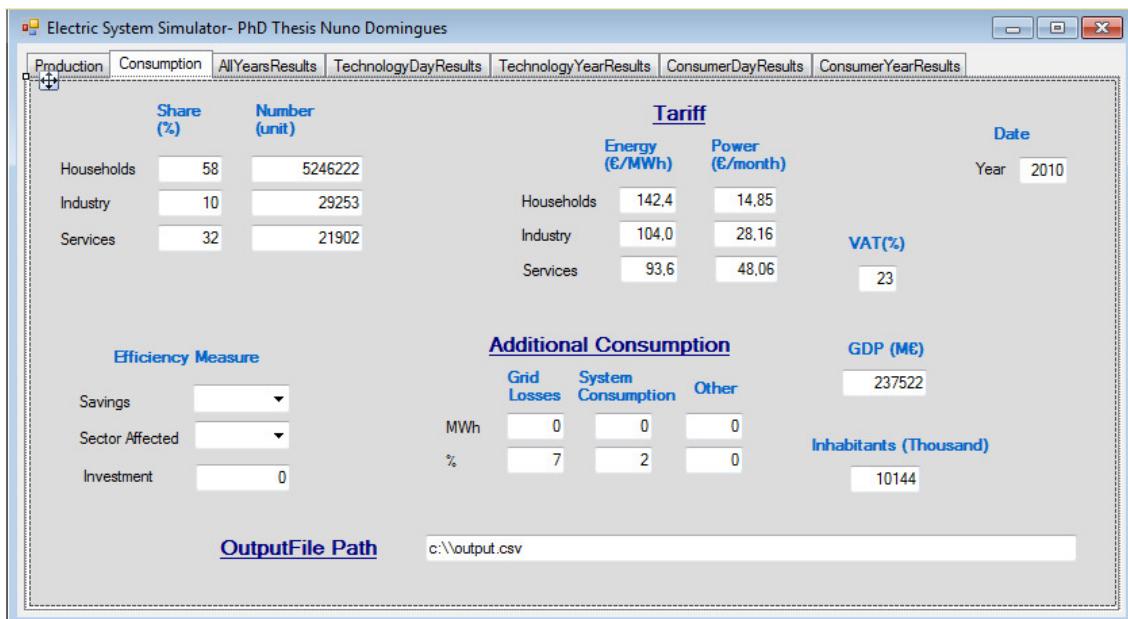 Electric System Simulator- PhD Thesis Nuno Domingues
Production Consumption AllYearsResults TechnologyDayResults TechnologyYearResults ConsumerDayResults ConsumerYearResults
Share (%) Number (unit)
Households 58 5246222
Industry 10 29253
Services 32 21902
Tariff
Energy (€/MWh) Power (€/month)
Households 142,4 14,85
Industry 104,0 28,16
Services 93,6 48,06
Date
Year 2010
VAT(%)
23
Efficiency Measure
Savings
Sector Affected
Investment 0
Additional Consumption
Grid Losses System Consumption Other
MWh 0 0 0
% 7 2 0
GDP (M€)
237522
Inhabitants (Thousand)
10144
OutputFile Path c:\\output.csv